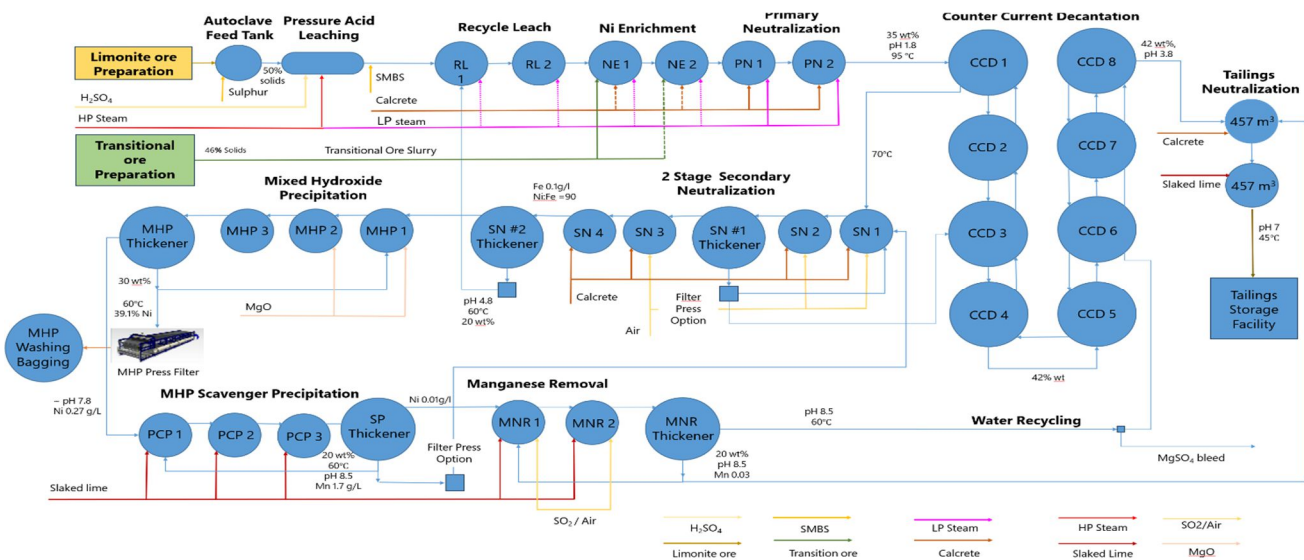 Autoclave
Feed Tank
Pressure Acid
Leaching
Recycle Leach
Ni Enrichment
Primary
Neutralization
Counter Current Decantation
Limonite ore
Preparation
50%
solids
Sulphur
SMBS
H₂SO₄
HP Steam
Calcrete
LP steam
RL
1
RL 2
NE 1
NE 2
PN 1
PN 2
35 wt%
pH 1.8
95 °C
CCD 1
CCD 8
42 wt%,
pH 3.8
Tailings
Neutralization
457 m³
Calcrete
Slaked lime
457 m³
pH 7
45°C
Tailings
Storage
Facility
Transitional
ore
Preparation
46% Solids
Transitional Ore Slurry
70°C
CCD 2
CCD 7
CCD 3
CCD 6
CCD 4
CCD 5
42% wt
Mixed Hydroxide
Precipitation
Fe 0.1g/l
Ni:Fe =90
2 Stage Secondary
Neutralization
MHP
Thickener
MHP 3
MHP 2
MHP 1
SN #2
Thickener
SN 4
SN 3
SN #1
Thickener
SN 2
SN 1
30 wt%
60°C
39.1% Ni
MgO
pH 4.8
60°C
20 wt%
Calcrete
Air
Filter
Press
Option
MHP
Washing
Bagging
MHP Press Filter
~ pH 7.8
Ni 0.27 g/L
MHP Scavenger Precipitation
Ni 0.01g/l
Manganese Removal
PCP 1
PCP 2
PCP 3
SP
Thickener
20 wt%
60°C
pH 8.5
Mn 1.7 g/L
Filter Press
Option
MNR 1
MNR 2
MNR
Thickener
pH 8.5
60°C
Water Recycling
20 wt%
pH 8.5
Mn 0.03
MgSO₄ bleed
Slaked lime
SO₂ / Air
H₂SO₄
SMBS
LP Steam
HP Steam
SO2/Air
Limonite ore
Transition ore
Calcrete
Slaked Lime
MgO